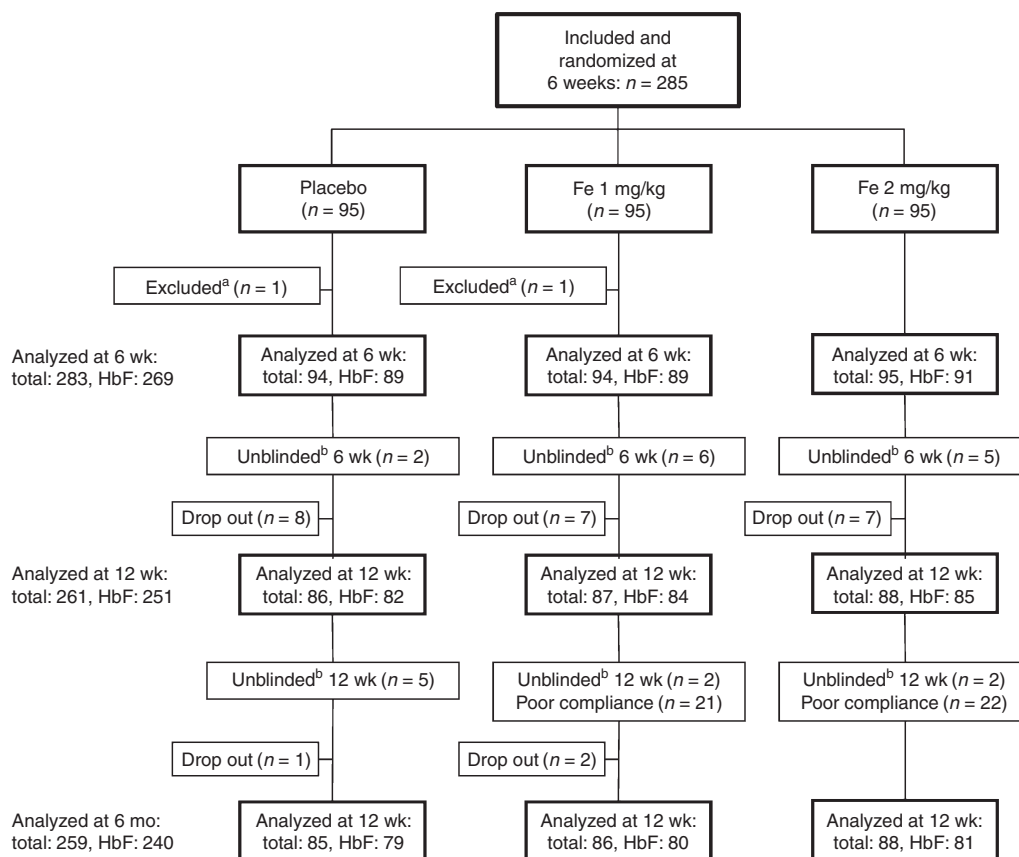 Included and
randomized at
6 weeks: n = 285
Placebo
(n = 95)
Fe 1 mg/kg
(n = 95)
Fe 2 mg/kg
(n = 95)
Excludedᵃ (n = 1)
Excludedᵃ (n = 1)
Analyzed at 6 wk:
total: 283, HbF: 269
Analyzed at 6 wk:
total: 94, HbF: 89
Analyzed at 6 wk:
total: 94, HbF: 89
Analyzed at 6 wk:
total: 95, HbF: 91
Unblindedᵇ 6 wk (n = 2)
Unblindedᵇ 6 wk (n = 6)
Unblindedᵇ 6 wk (n = 5)
Drop out (n = 8)
Drop out (n = 7)
Drop out (n = 7)
Analyzed at 12 wk:
total: 261, HbF: 251
Analyzed at 12 wk:
total: 86, HbF: 82
Analyzed at 12 wk:
total: 87, HbF: 84
Analyzed at 12 wk:
total: 88, HbF: 85
Unblindedᵇ 12 wk (n = 5)
Unblindedᵇ 12 wk (n = 2)
Poor compliance (n = 21)
Unblindedᵇ 12 wk (n = 2)
Poor compliance (n = 22)
Drop out (n = 1)
Drop out (n = 2)
Analyzed at 6 mo:
total: 259, HbF: 240
Analyzed at 12 wk:
total: 85, HbF: 79
Analyzed at 12 wk:
total: 86, HbF: 80
Analyzed at 12 wk:
total: 88, HbF: 81